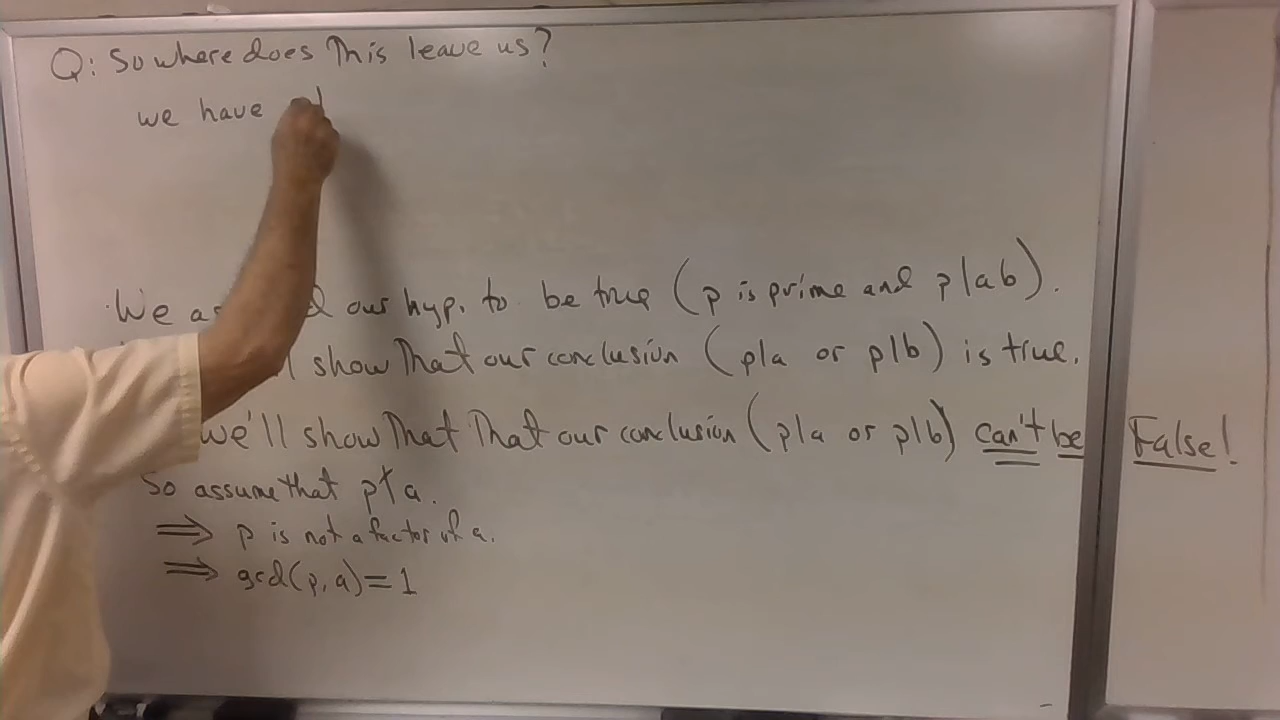 Q: So where does This leave us?
we have
We our hyp. to be true (p is prime and p|ab).
show That our conclusion (p|a or p|b) is true.
we'll show That That our conclusion (p|a or p|b) can't be False!
So assume that p∤a.
⇒ p is not a factor of a.
⇒ gcd(p, a) = 1